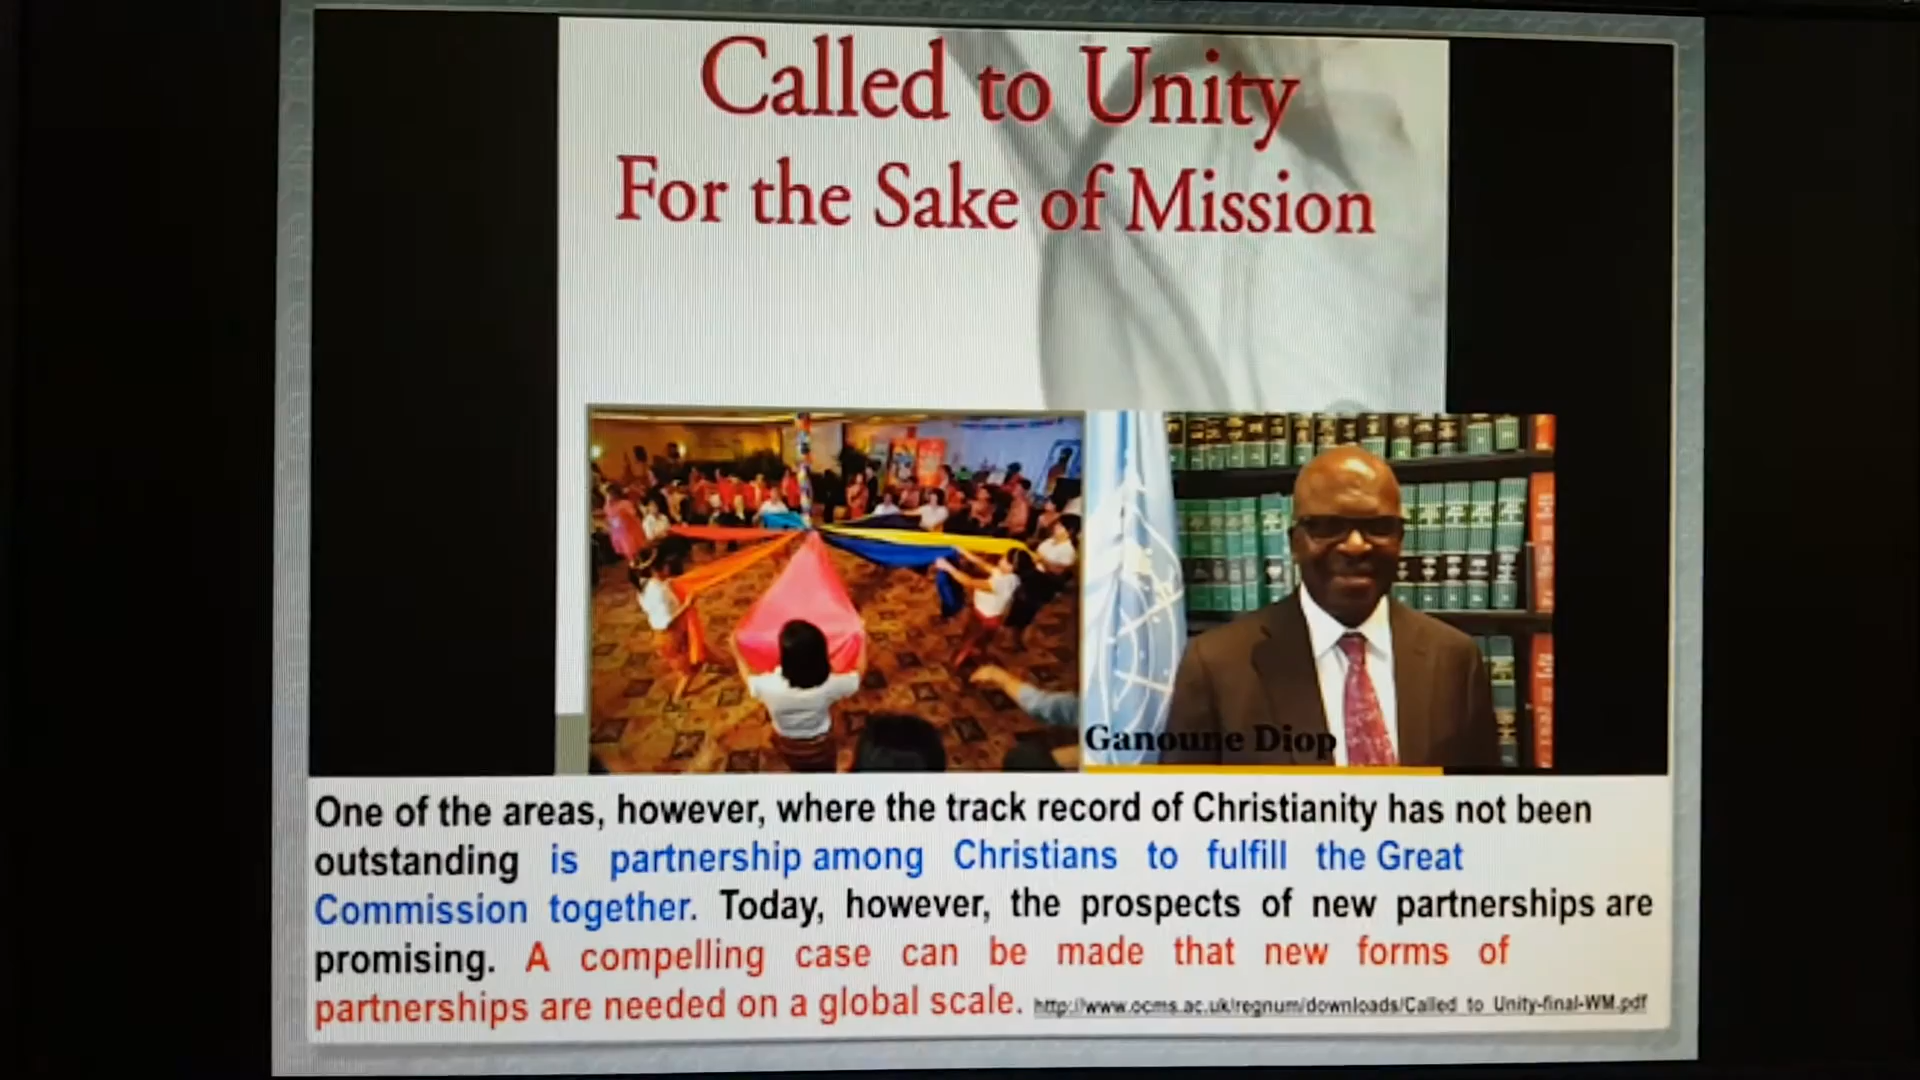 Called to Unity
For the Sake of Mission
Ganoune Diop
One of the areas, however, where the track record of Christianity has not been
outstanding is partnership among Christians to fulfill the Great
Commission together. Today, however, the prospects of new partnerships are
promising. A compelling case can be made that new forms of
partnerships are needed on a global scale. http://www.ocms.ac.uk/regnum/downloads/Called_to_Unity-final-WM.pdf